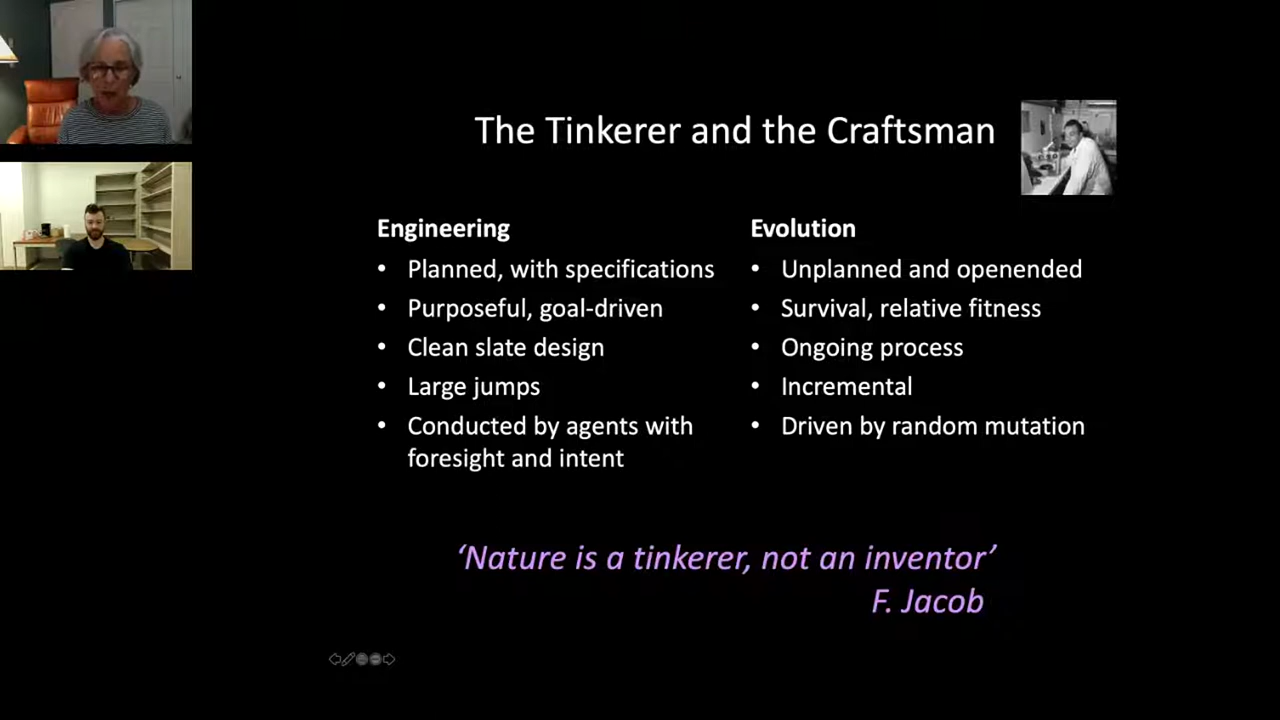 The Tinkerer and the Craftsman
Engineering
• Planned, with specifications
• Purposeful, goal-driven
• Clean slate design
• Large jumps
• Conducted by agents with
foresight and intent
Evolution
• Unplanned and openended
• Survival, relative fitness
• Ongoing process
• Incremental
• Driven by random mutation
‘Nature is a tinkerer, not an inventor’
F. Jacob